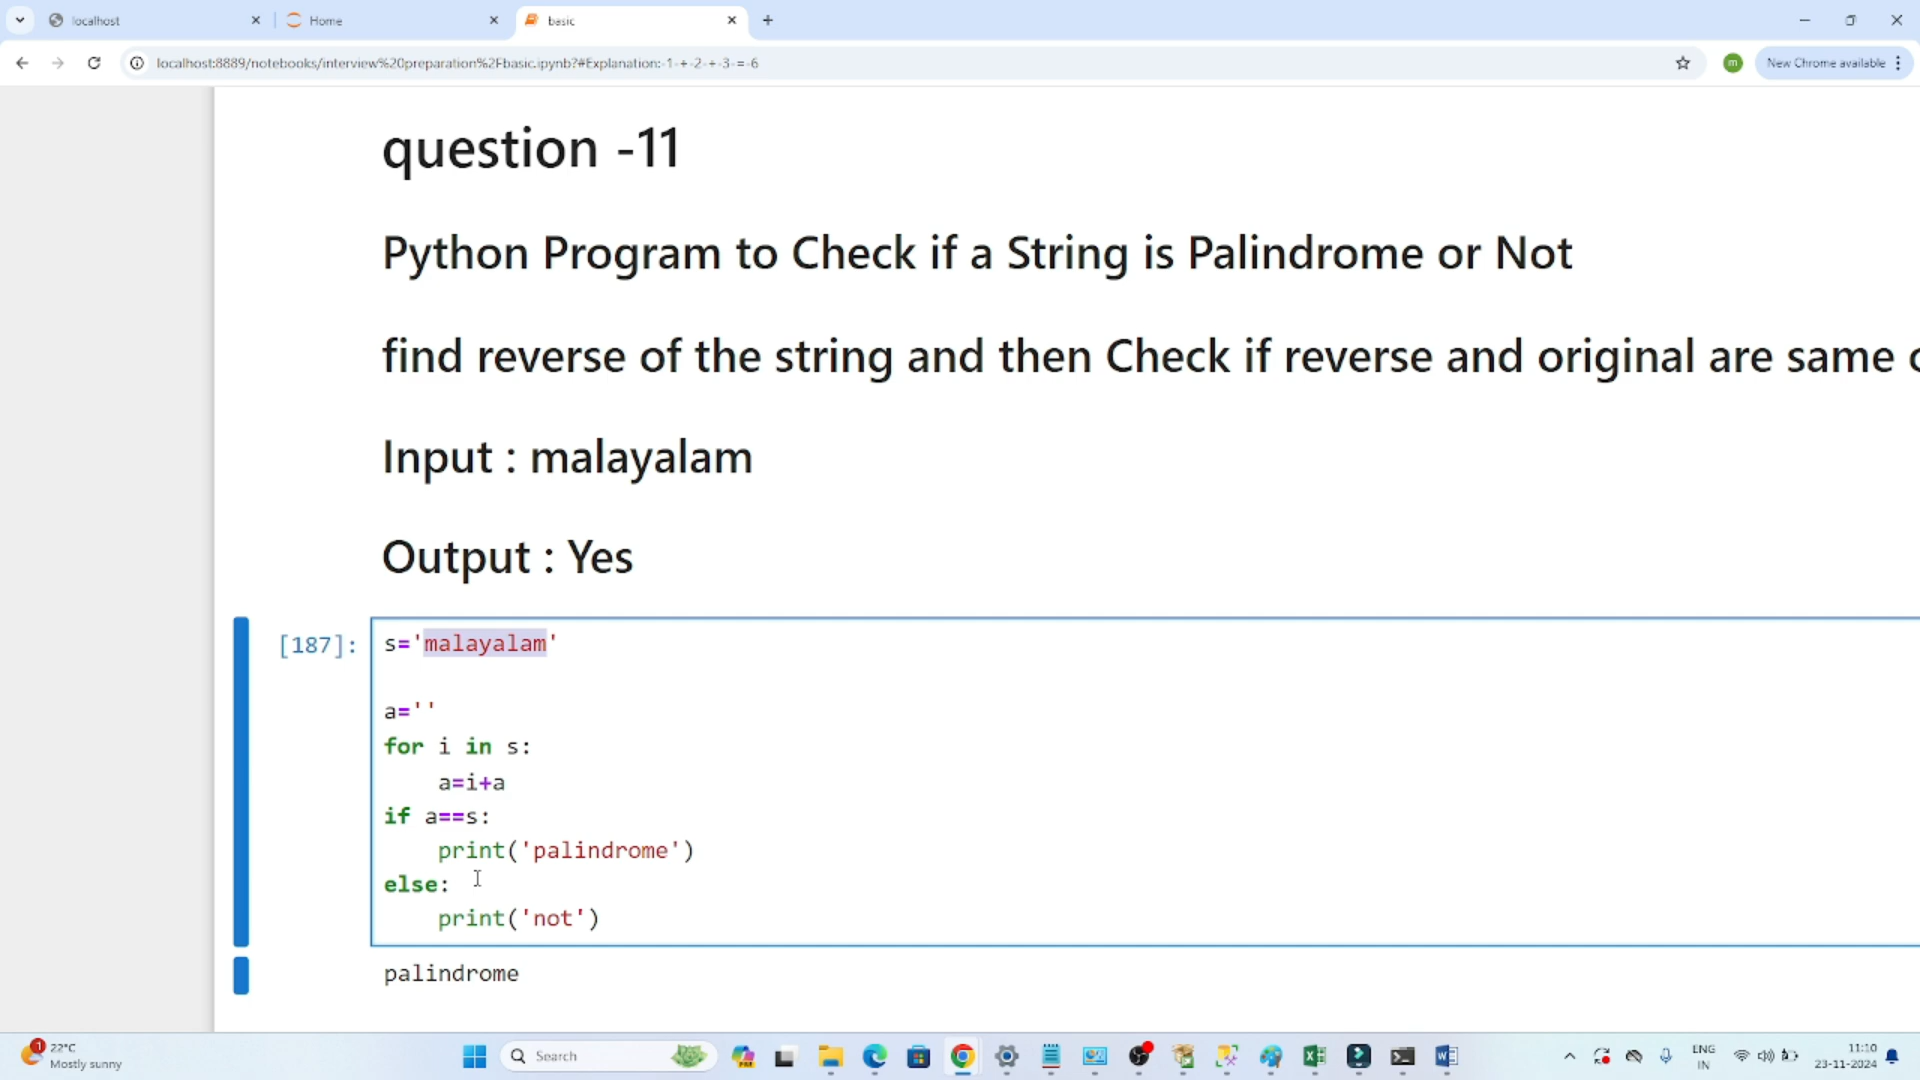 localhost
Home
basic
localhost:8889/notebooks/interview%20preparation%2Fbasic.ipynb?#Explanation:-1-+-2-+-3-=-6
m
New Chrome available
question -11
Python Program to Check if a String is Palindrome or Not
find reverse of the string and then Check if reverse and original are same
Input : malayalam
Output : Yes
[187]:
s='malayalam'
a=''
for i in s:
    a=i+a
if a==s:
    print('palindrome')
else:
    print('not')
palindrome
1
22°C
Mostly sunny
Search
ENG
IN
11:10
23-11-2024